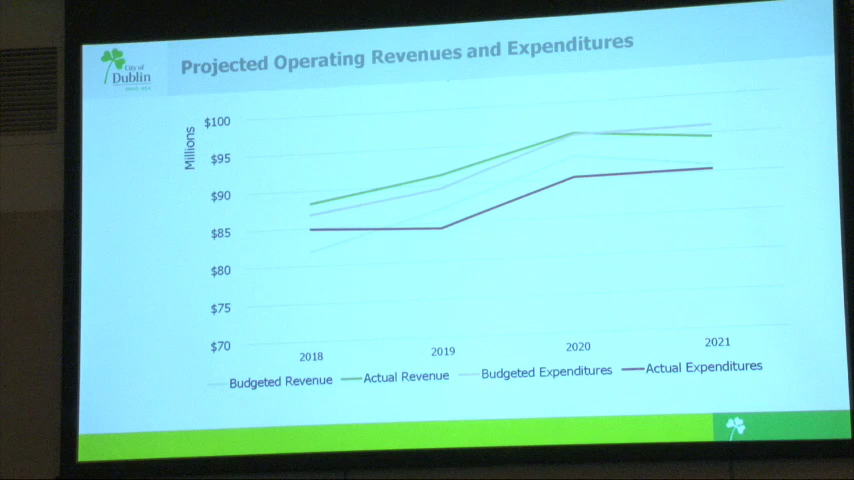 City of
Dublin
Projected Operating Revenues and Expenditures
Millions
$100
$95
$90
$85
$80
$75
$70
2018 2019 2020 2021
Budgeted Revenue Actual Revenue Budgeted Expenditures Actual Expenditures